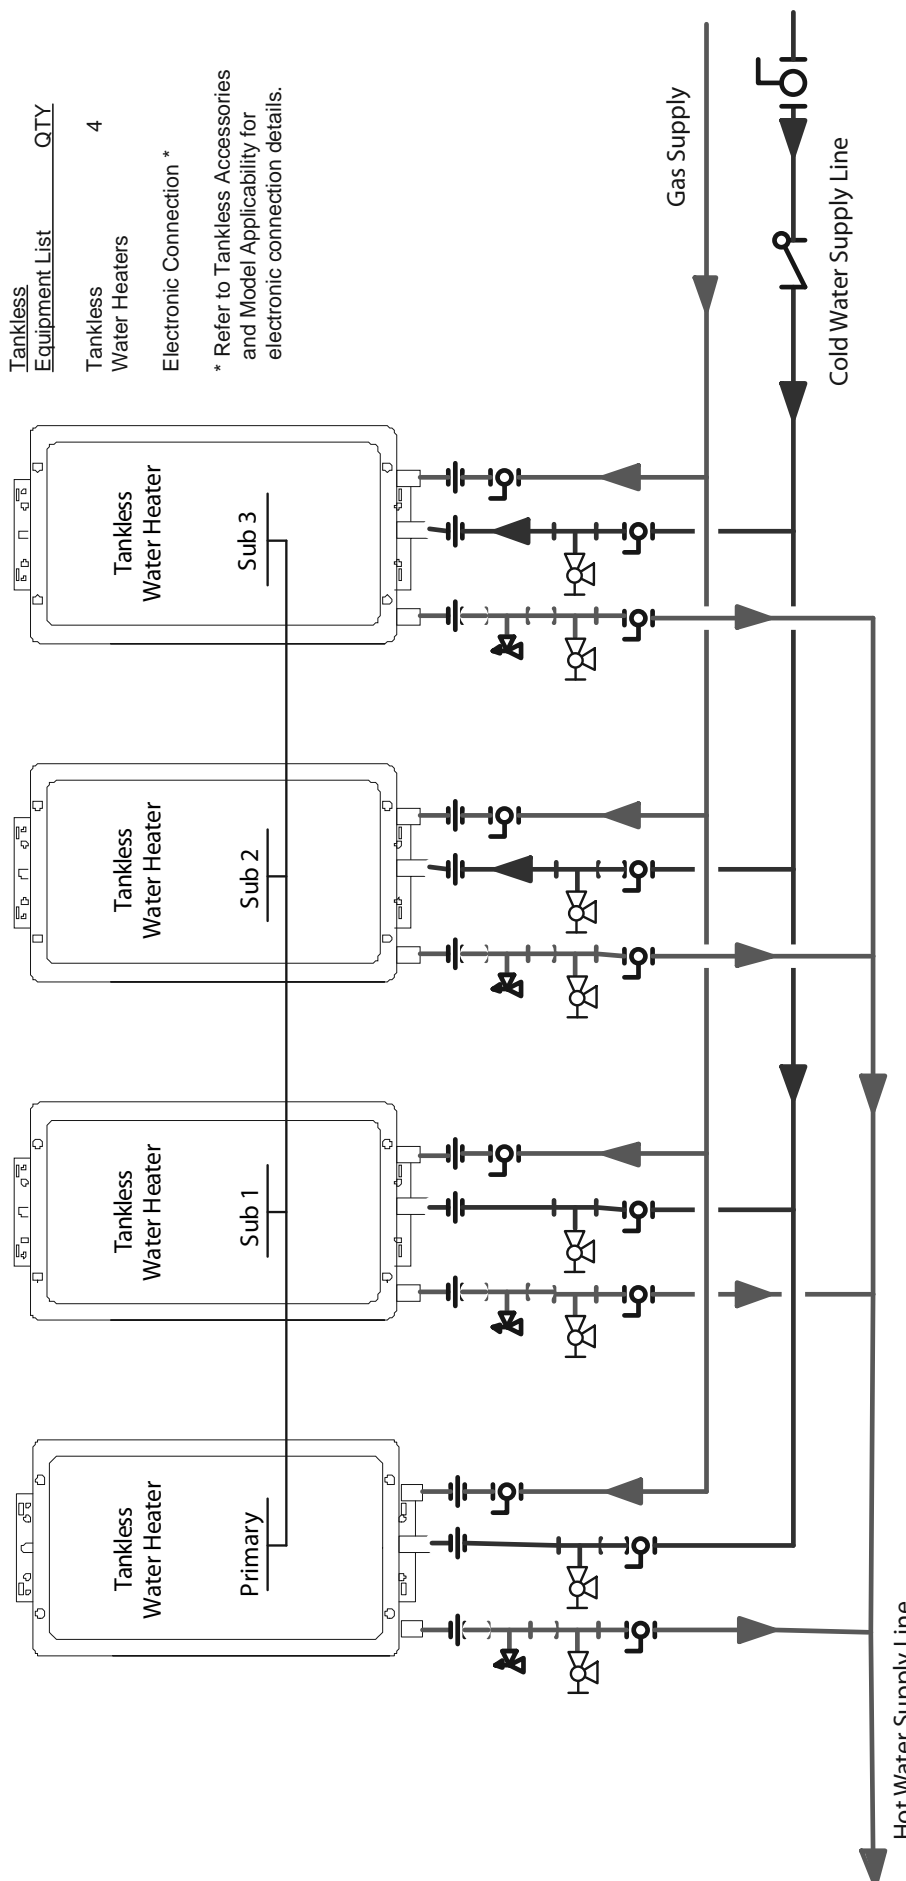 Tankless
Equipment List QTY
Tankless
Water Heaters 4
Electronic Connection *
* Refer to Tankless Accessories
and Model Applicability for
electronic connection details.
Tankless
Water Heater
Primary
Tankless
Water Heater
Sub 1
Tankless
Water Heater
Sub 2
Tankless
Water Heater
Sub 3
Gas Supply
Cold Water Supply Line
Hot Water Supply Line